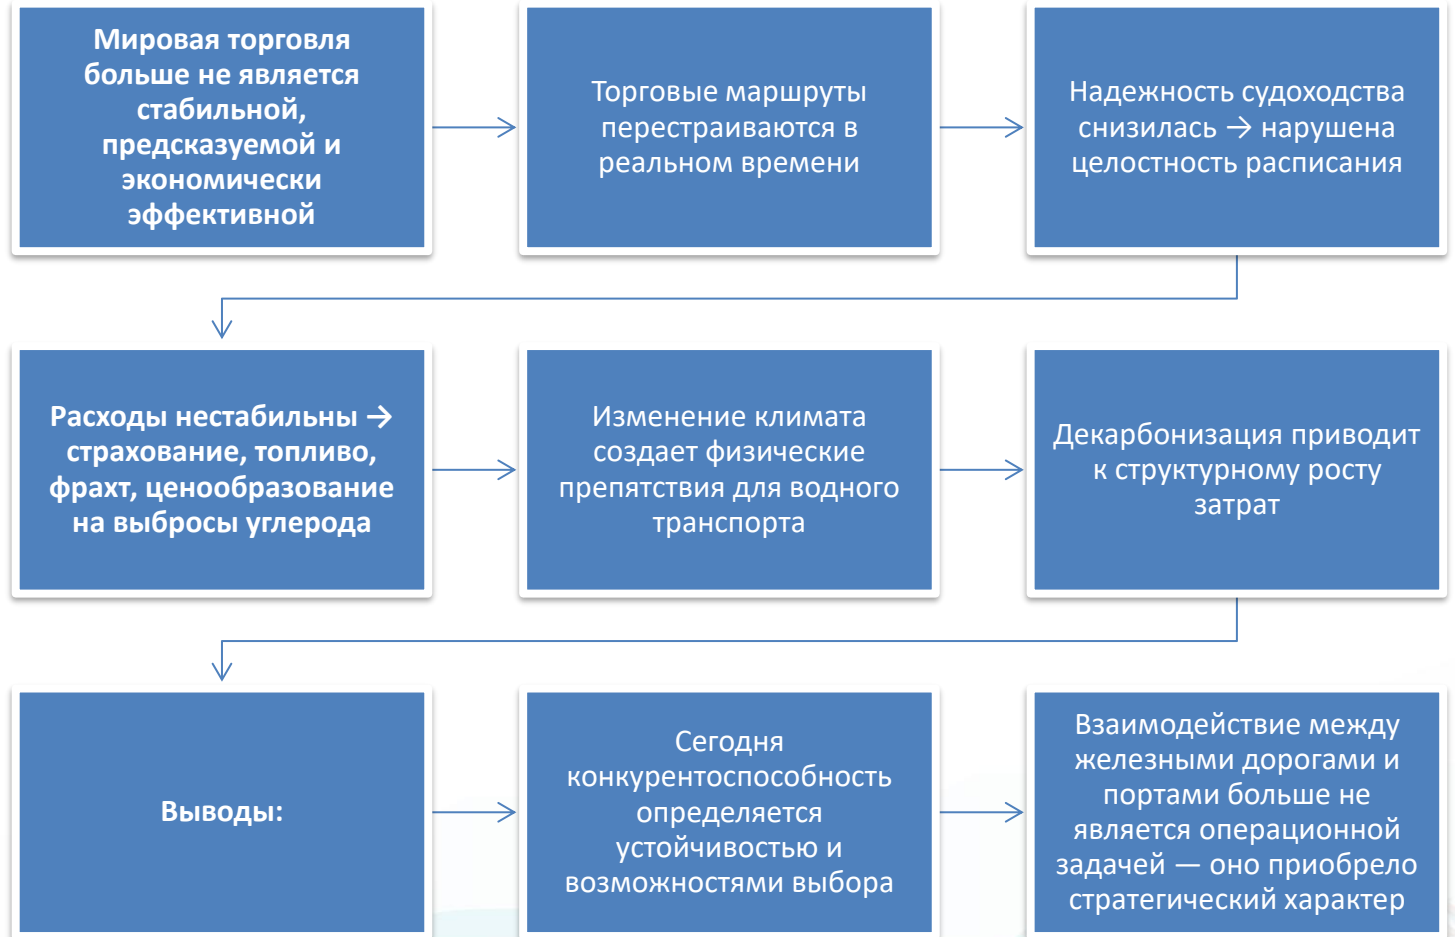 Мировая торговля
больше не является
стабильной,
предсказуемой и
экономически
эффективной
Торговые маршруты
перестраиваются в
реальном времени
Надежность судоходства
снизилась → нарушена
целостность расписания
Расходы нестабильны →
страхование, топливо,
фрахт, ценообразование
на выбросы углерода
Изменение климата
создает физические
препятствия для водного
транспорта
Декарбонизация приводит
к структурному росту
затрат
Выводы:
Сегодня
конкурентоспособность
определяется
устойчивостью и
возможностями выбора
Взаимодействие между
железными дорогами и
портами больше не
является операционной
задачей — оно приобрело
стратегический характер